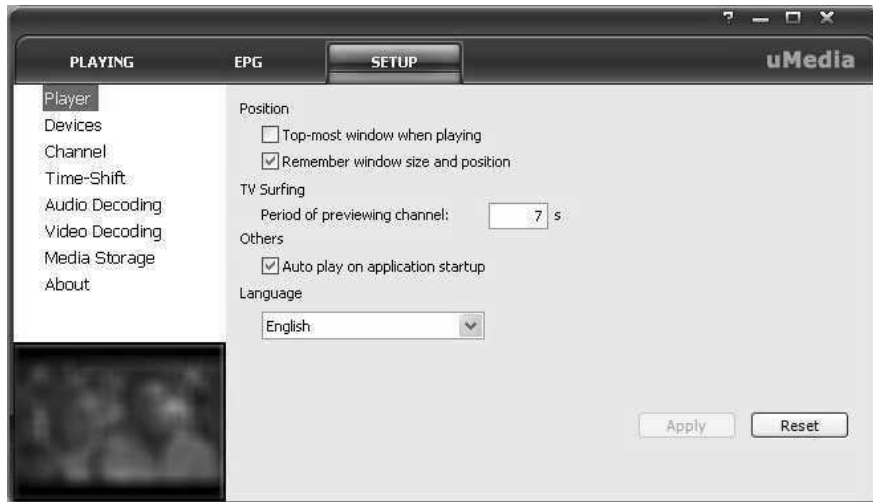 PLAYING EPG SETUP uMedia
Player
Devices
Channel
Time-Shift
Audio Decoding
Video Decoding
Media Storage
About
Position
Top-most window when playing
Remember window size and position
TV Surfing
Period of previewing channel: 7 s
Others
Auto play on application startup
Language
English
Apply Reset